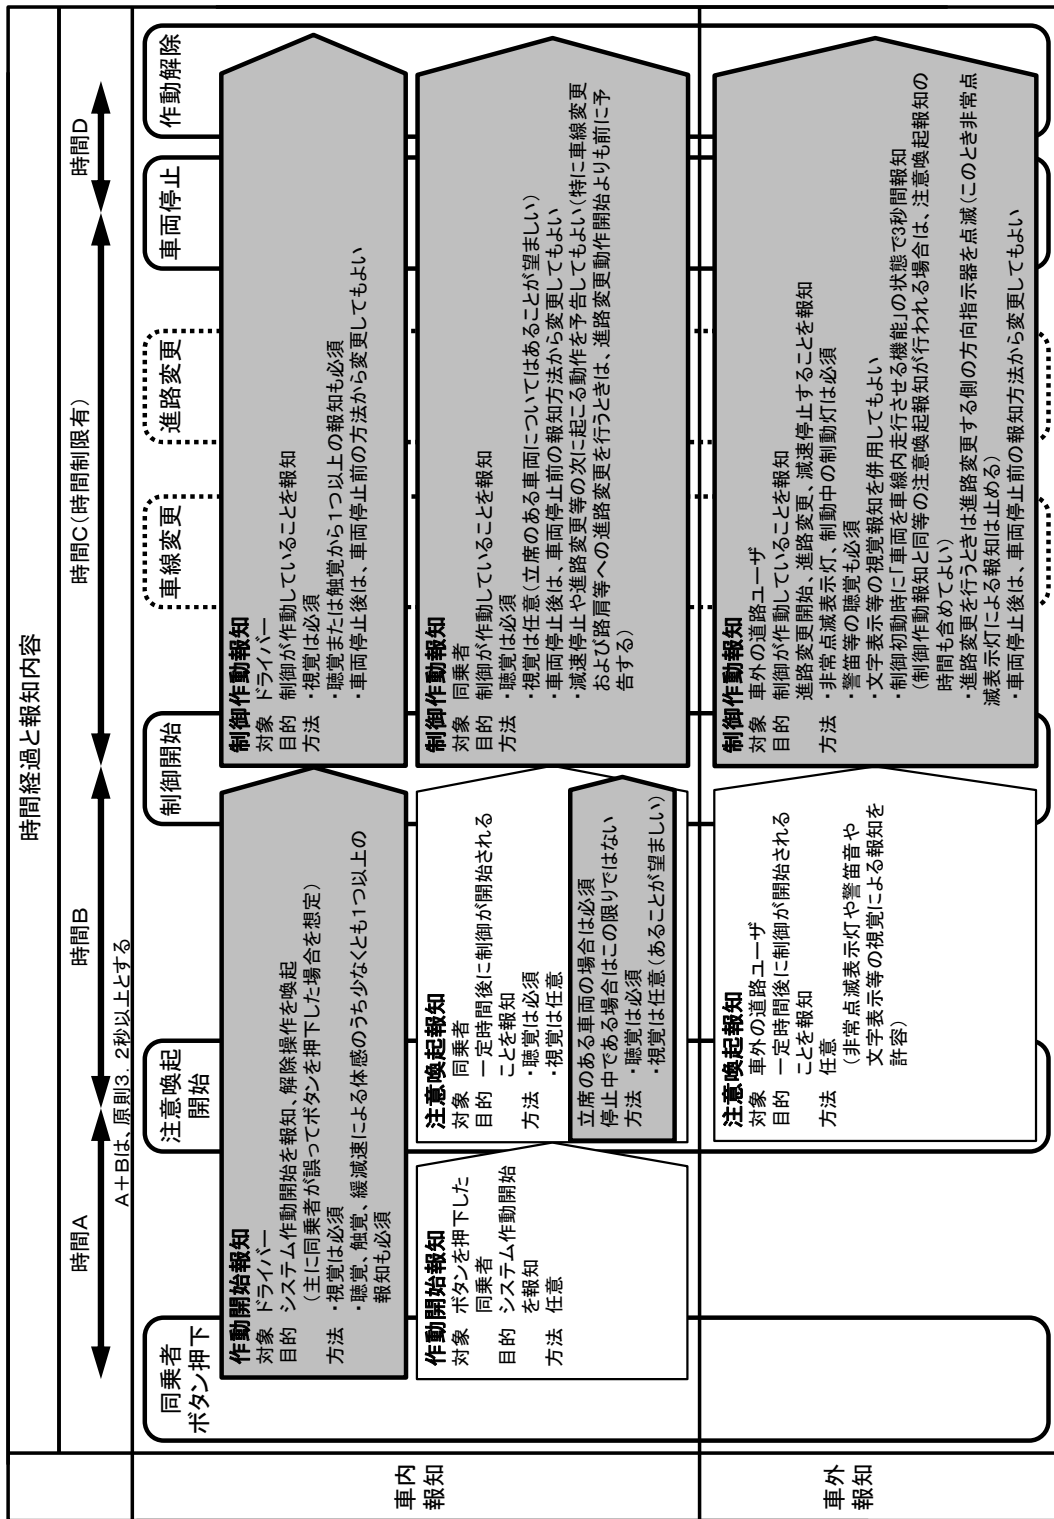 時間経過と報知内容
時間A
時間B
時間C(時間制限有)
時間D
A+Bは、原則3.2秒以上とする
同乗者
ボタン押下
注意喚起
開始
制御開始
車線変更
進路変更
車両停止
作動解除
車内
報知
作動開始報知
対象 ドライバー
目的 システム作動開始を報知、解除操作を喚起
(主に同乗者が誤ってボタンを押下した場合を想定)
方法 ・視覚は必須
・聴覚、触覚、緩減速による体感のうち少なくとも1つ以上の
報知も必須
制御作動報知
対象 ドライバー
目的 制御が作動していることを報知
方法 ・視覚は必須
・聴覚または触覚から1つ以上の報知も必須
・車両停止後は、車両停止前の方法から変更してもよい
作動開始報知
対象 ボタンを押下した
同乗者
目的 システム作動開始
を報知
方法 任意
注意喚起報知
対象 同乗者
目的 一定時間後に制御が開始される
ことを報知
方法 ・聴覚は必須
・視覚は任意
立席のある車両の場合は必須
停止中である場合はこの限りではない
方法 ・聴覚は必須
・視覚は任意(あることが望ましい)
制御作動報知
対象 同乗者
目的 制御が作動していることを報知
方法 ・聴覚は必須
・視覚は任意(立席のある車両についてはあることが望ましい)
・車両停止後は、車両停止前の報知方法から変更してもよい
・減速停止や進路変更等の次に起こる動作を予告してもよい(特に車線変更
および路肩等への進路変更を行うときは、進路変更動作開始よりも前に予
告する)
車外
報知
注意喚起報知
対象 車外の道路ユーザ
目的 一定時間後に制御が開始される
ことを報知
方法 任意
(非常点滅表示灯や警笛音や
文字表示等の視覚による報知を
許容)
制御作動報知
対象 車外の道路ユーザ
目的 制御が作動していることを報知
進路変更開始、進路変更、減速停止することを報知
方法 ・非常点滅表示灯、制動中の制動灯は必須
・警笛等の聴覚も必須
・文字表示等の視覚報知を併用してもよい
・制御初動時に「車両を車線内走行させる機能」の状態で3秒間報知
(制御作動報知と同等の注意喚起報知が行われる場合は、注意喚起報知の
時間も含めてよい)
・進路変更を行うときは進路変更する側の方向指示器を点滅(このとき非常点
滅表示灯による報知は止める)
・車両停止後は、車両停止前の報知方法から変更してもよい